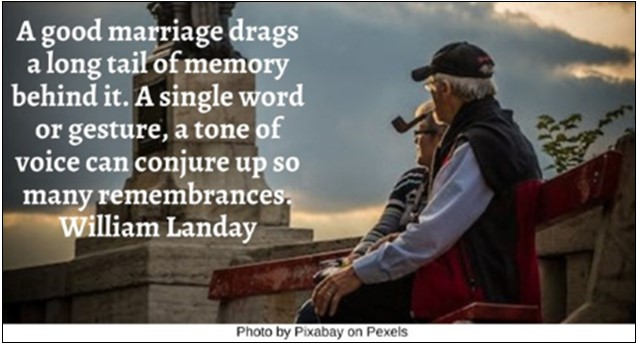 A good marriage drags
a long tail of memory
behind it. A single word
or gesture, a tone of
voice can conjure up so
many remembrances.
William Landay
Photo by Pixabay on Pexels